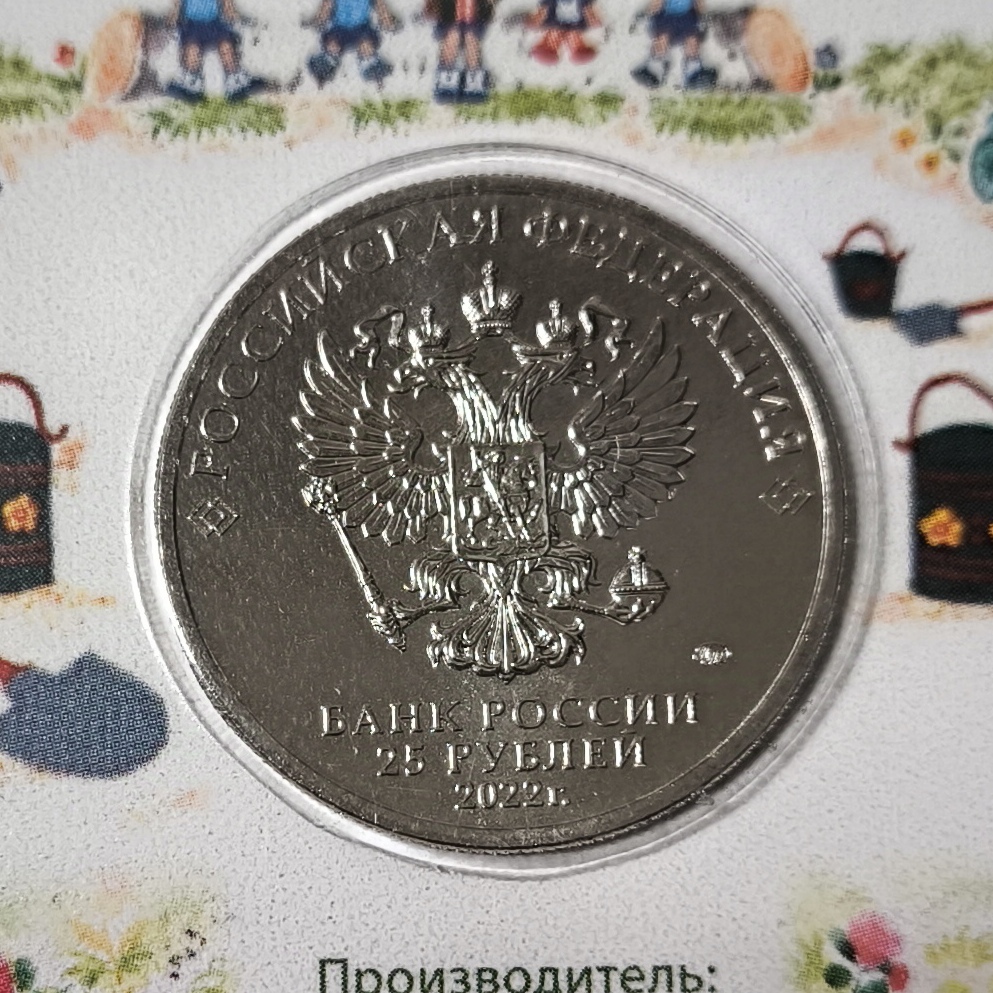 РОССИЙСКАЯ ФЕДЕРАЦИЯ
БАНК РОССИИ
25 РУБЛЕЙ
2022г.
Производитель: